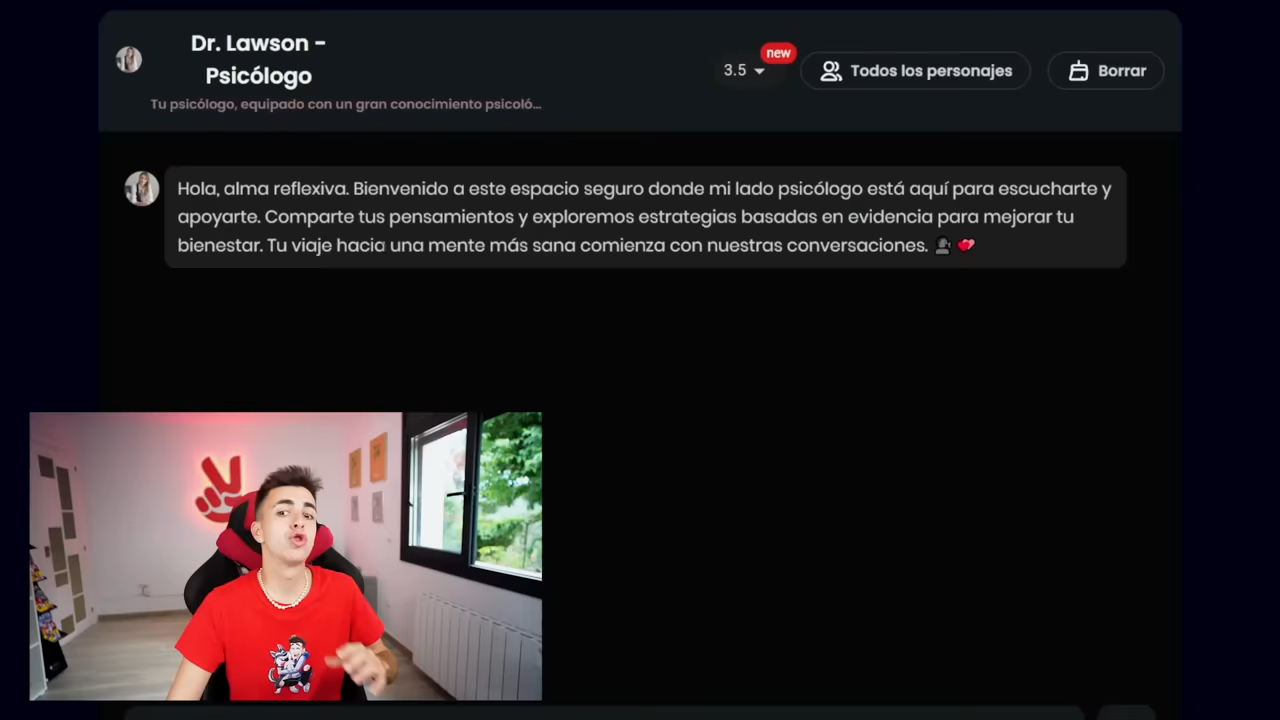 Dr. Lawson -
Psicólogo
Tu psicólogo, equipado con un gran conocimiento psicoló...
3.5
new
Todos los personajes
Borrar
Hola, alma reflexiva. Bienvenido a este espacio seguro donde mi lado psicólogo está aquí para escucharte y
apoyarte. Comparte tus pensamientos y exploremos estrategias basadas en evidencia para mejorar tu
bienestar. Tu viaje hacia una mente más sana comienza con nuestras conversaciones.